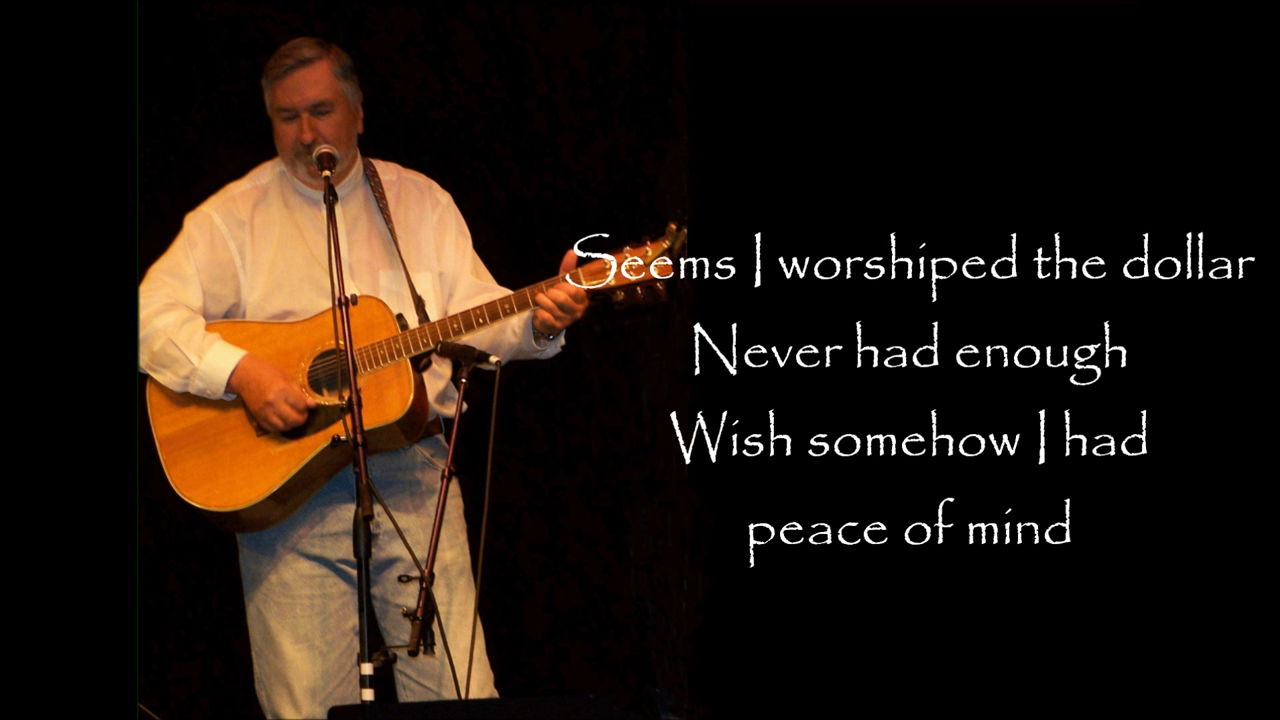 Seems I worshiped the dollar
Never had enough
Wish somehow I had
peace of mind